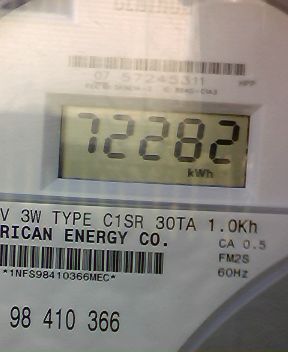 07 57245311
72282
kWh
V 3W TYPE C1SR 30TA 1.0Kh
RICAN ENERGY CO.
CA 0.5
FM2S
*1NFS98410366MEC*
60Hz
98 410 366